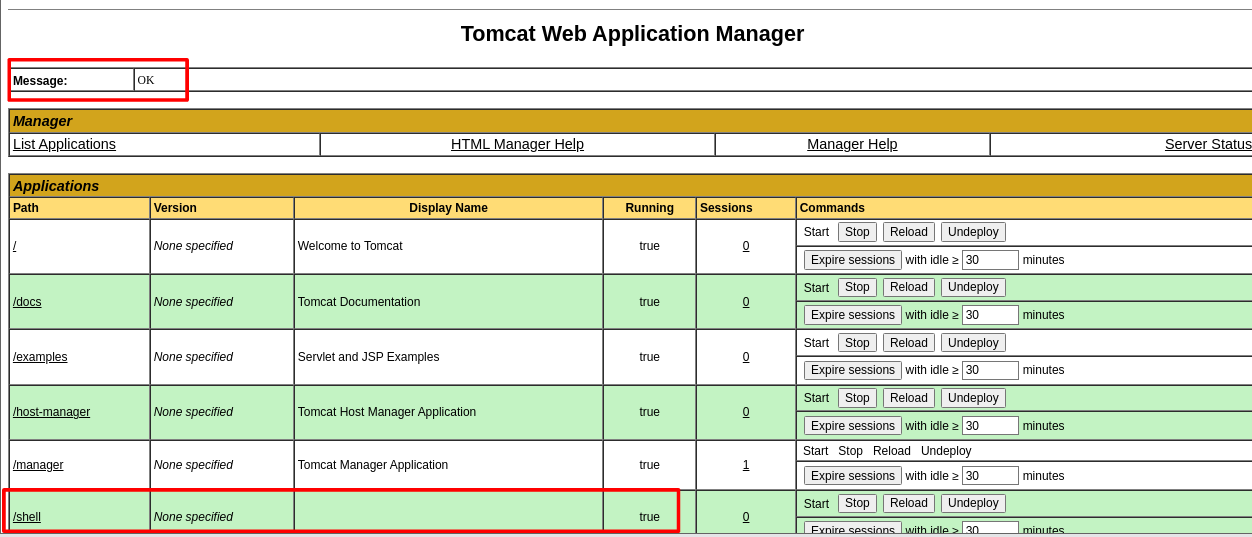 Tomcat Web Application Manager
Message: OK
Manager
List Applications HTML Manager Help Manager Help Server Status
Applications
Path Version Display Name Running Sessions Commands
/ None specified Welcome to Tomcat true 0 Start Stop Reload Undeploy
Expire sessions with idle ≥ 30 minutes
/docs None specified Tomcat Documentation true 0 Start Stop Reload Undeploy
Expire sessions with idle ≥ 30 minutes
/examples None specified Servlet and JSP Examples true 0 Start Stop Reload Undeploy
Expire sessions with idle ≥ 30 minutes
/host-manager None specified Tomcat Host Manager Application true 0 Start Stop Reload Undeploy
Expire sessions with idle ≥ 30 minutes
/manager None specified Tomcat Manager Application true 1 Start Stop Reload Undeploy
Expire sessions with idle ≥ 30 minutes
/shell None specified true 0 Start Stop Reload Undeploy
Expire sessions with idle ≥ 30 minutes